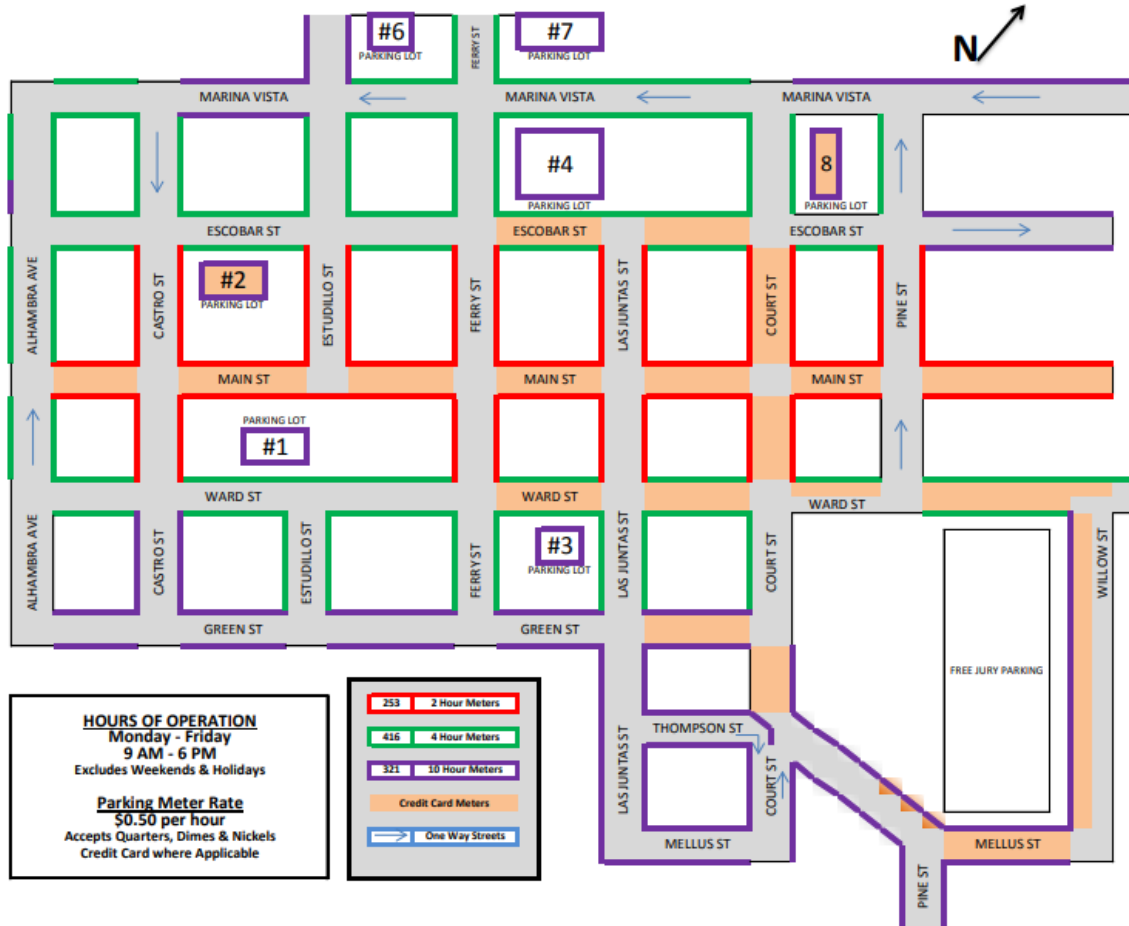 #6
PARKING LOT
FERRY ST
#7
PARKING LOT
N
MARINA VISTA
MARINA VISTA
MARINA VISTA
#4
PARKING LOT
8
PARKING LOT
ESCOBAR ST
ESCOBAR ST
ESCOBAR ST
ALHAMBRA AVE
CASTRO ST
#2
PARKING LOT
ESTUDILLO ST
FERRY ST
LAS JUNTAS ST
COURT ST
PINE ST
MAIN ST
MAIN ST
MAIN ST
PARKING LOT
#1
WARD ST
WARD ST
WARD ST
ALHAMBRA AVE
CASTRO ST
ESTUDILLO ST
FERRY ST
#3
PARKING LOT
LAS JUNTAS ST
COURT ST
WILLOW ST
GREEN ST
GREEN ST
FREE JURY PARKING
THOMPSON ST
LAS JUNTAS ST
COURT ST
MELLUS ST
MELLUS ST
PINE ST
HOURS OF OPERATION
Monday - Friday
9 AM - 6 PM
Excludes Weekends & Holidays
Parking Meter Rate
$0.50 per hour
Accepts Quarters, Dimes & Nickels
Credit Card where Applicable
253 2 Hour Meters
416 4 Hour Meters
321 10 Hour Meters
Credit Card Meters
One Way Streets